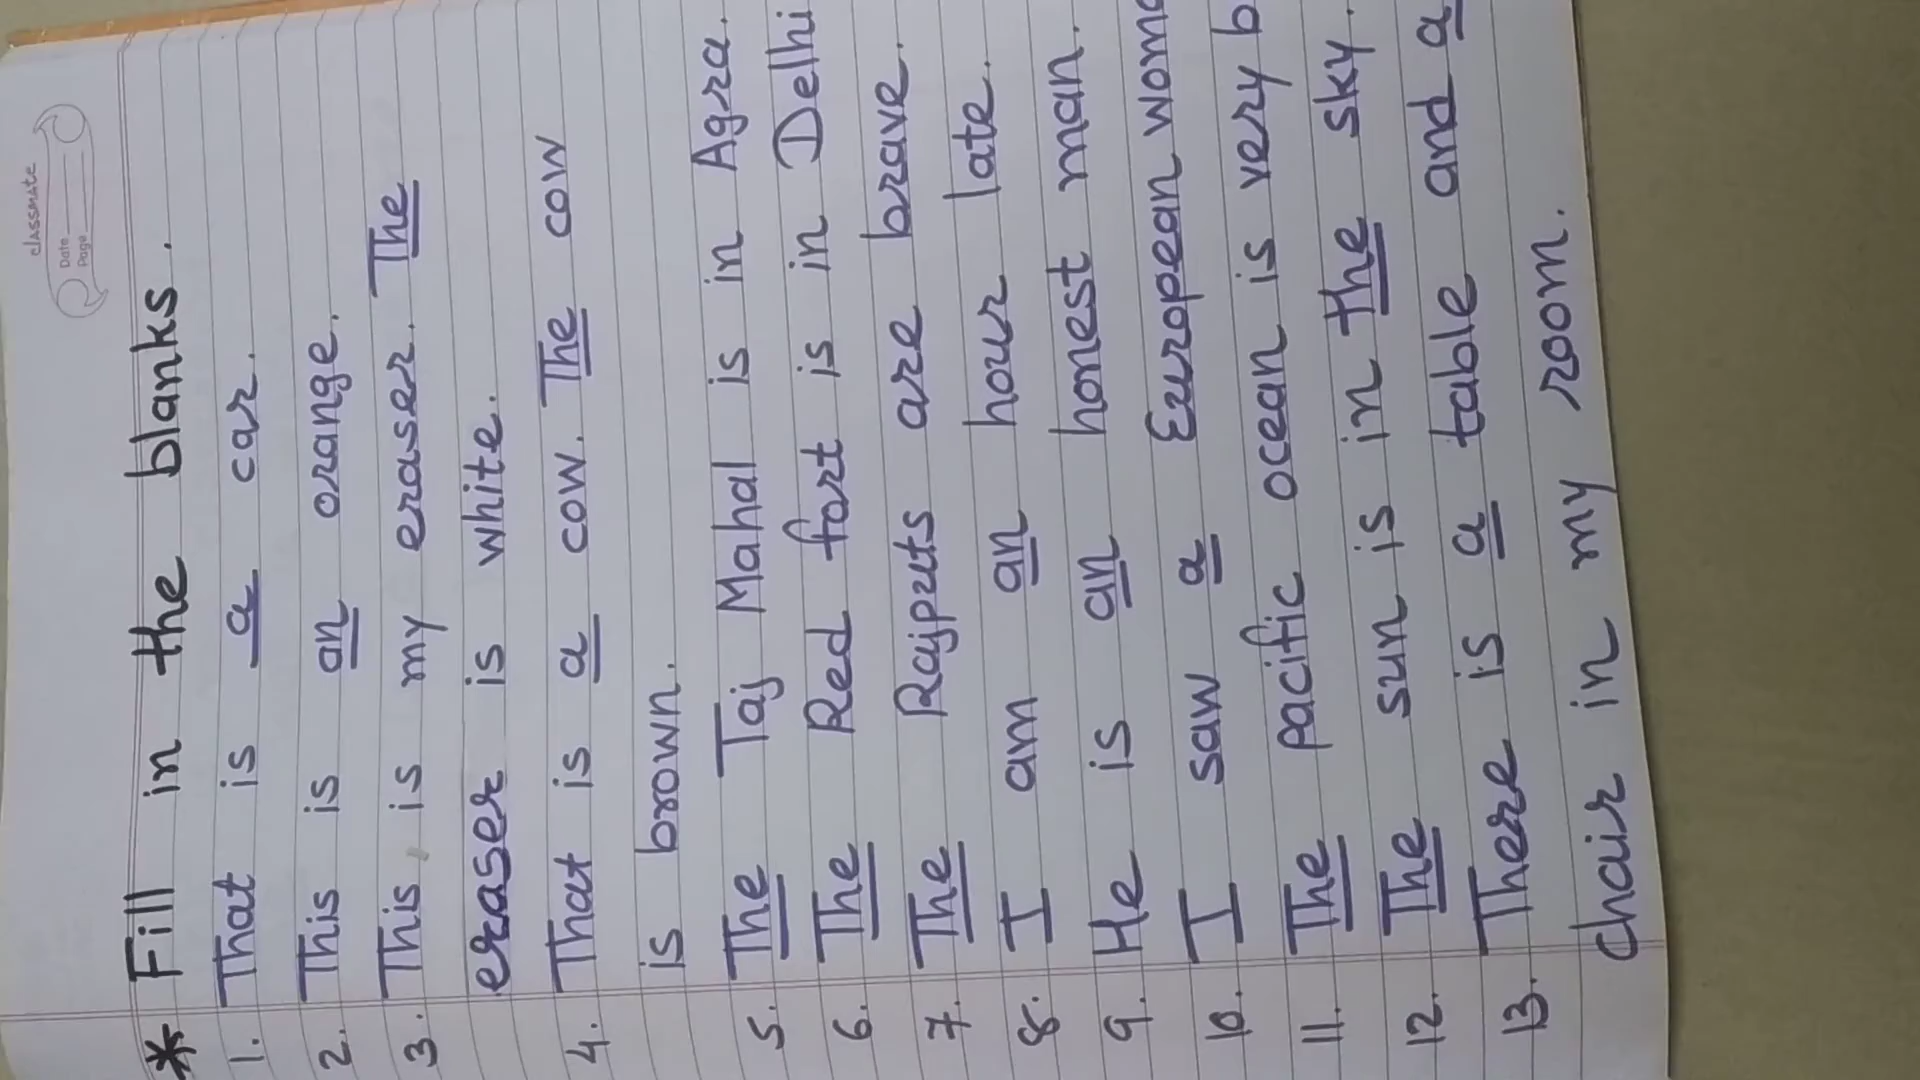 classmate
Date
Page
* Fill in the blanks.
1. That is a car.
2. This is an orange.
3. This is my eraser. The
eraser is white.
4. That is a cow. The cow
is brown.
5. The Taj Mahal is in Agra.
6. The Red fort is in Delhi
7. The Rajputs are brave.
8. I am an hour late.
9. He is an honest man.
10. I saw a European
11. The pacific ocean is very
12. The sun is in the sky.
13. There is a table and a
chair in my room.